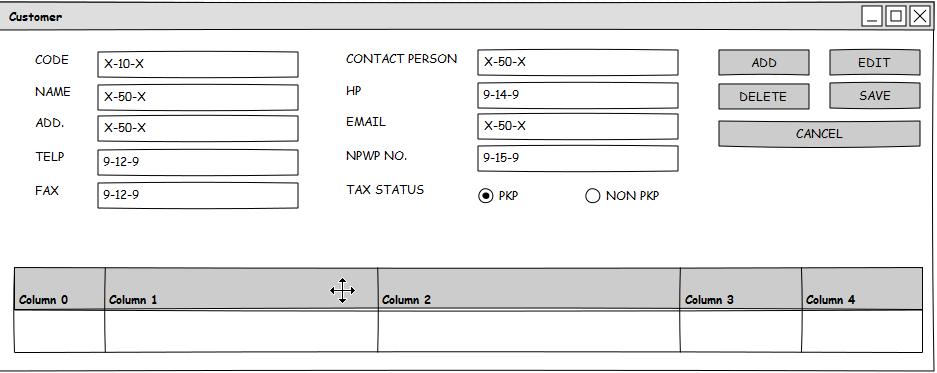 Customer
CODE X-10-X CONTACT PERSON X-50-X ADD EDIT
NAME X-50-X HP 9-14-9 DELETE SAVE
ADD. X-50-X EMAIL X-50-X CANCEL
TELP 9-12-9 NPWP NO. 9-15-9
FAX 9-12-9 TAX STATUS PKP NON PKP
Column 0 Column 1 Column 2 Column 3 Column 4